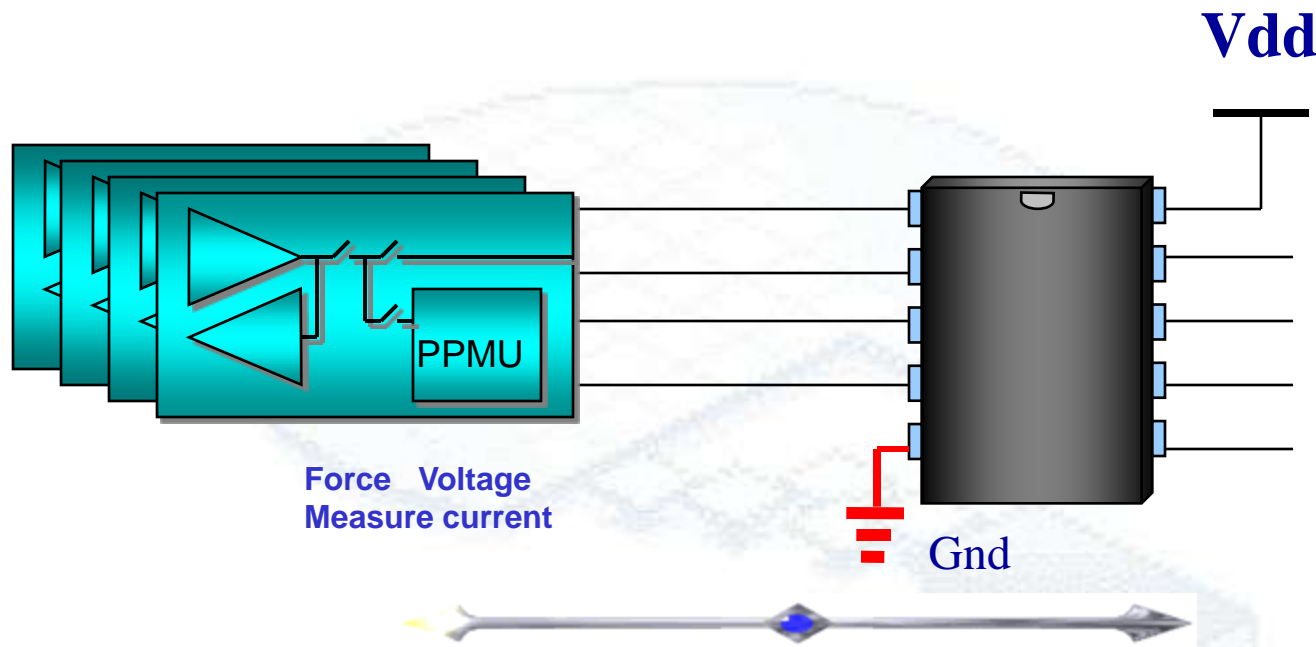 Vdd
PPMU
Force Voltage
Measure current
Gnd